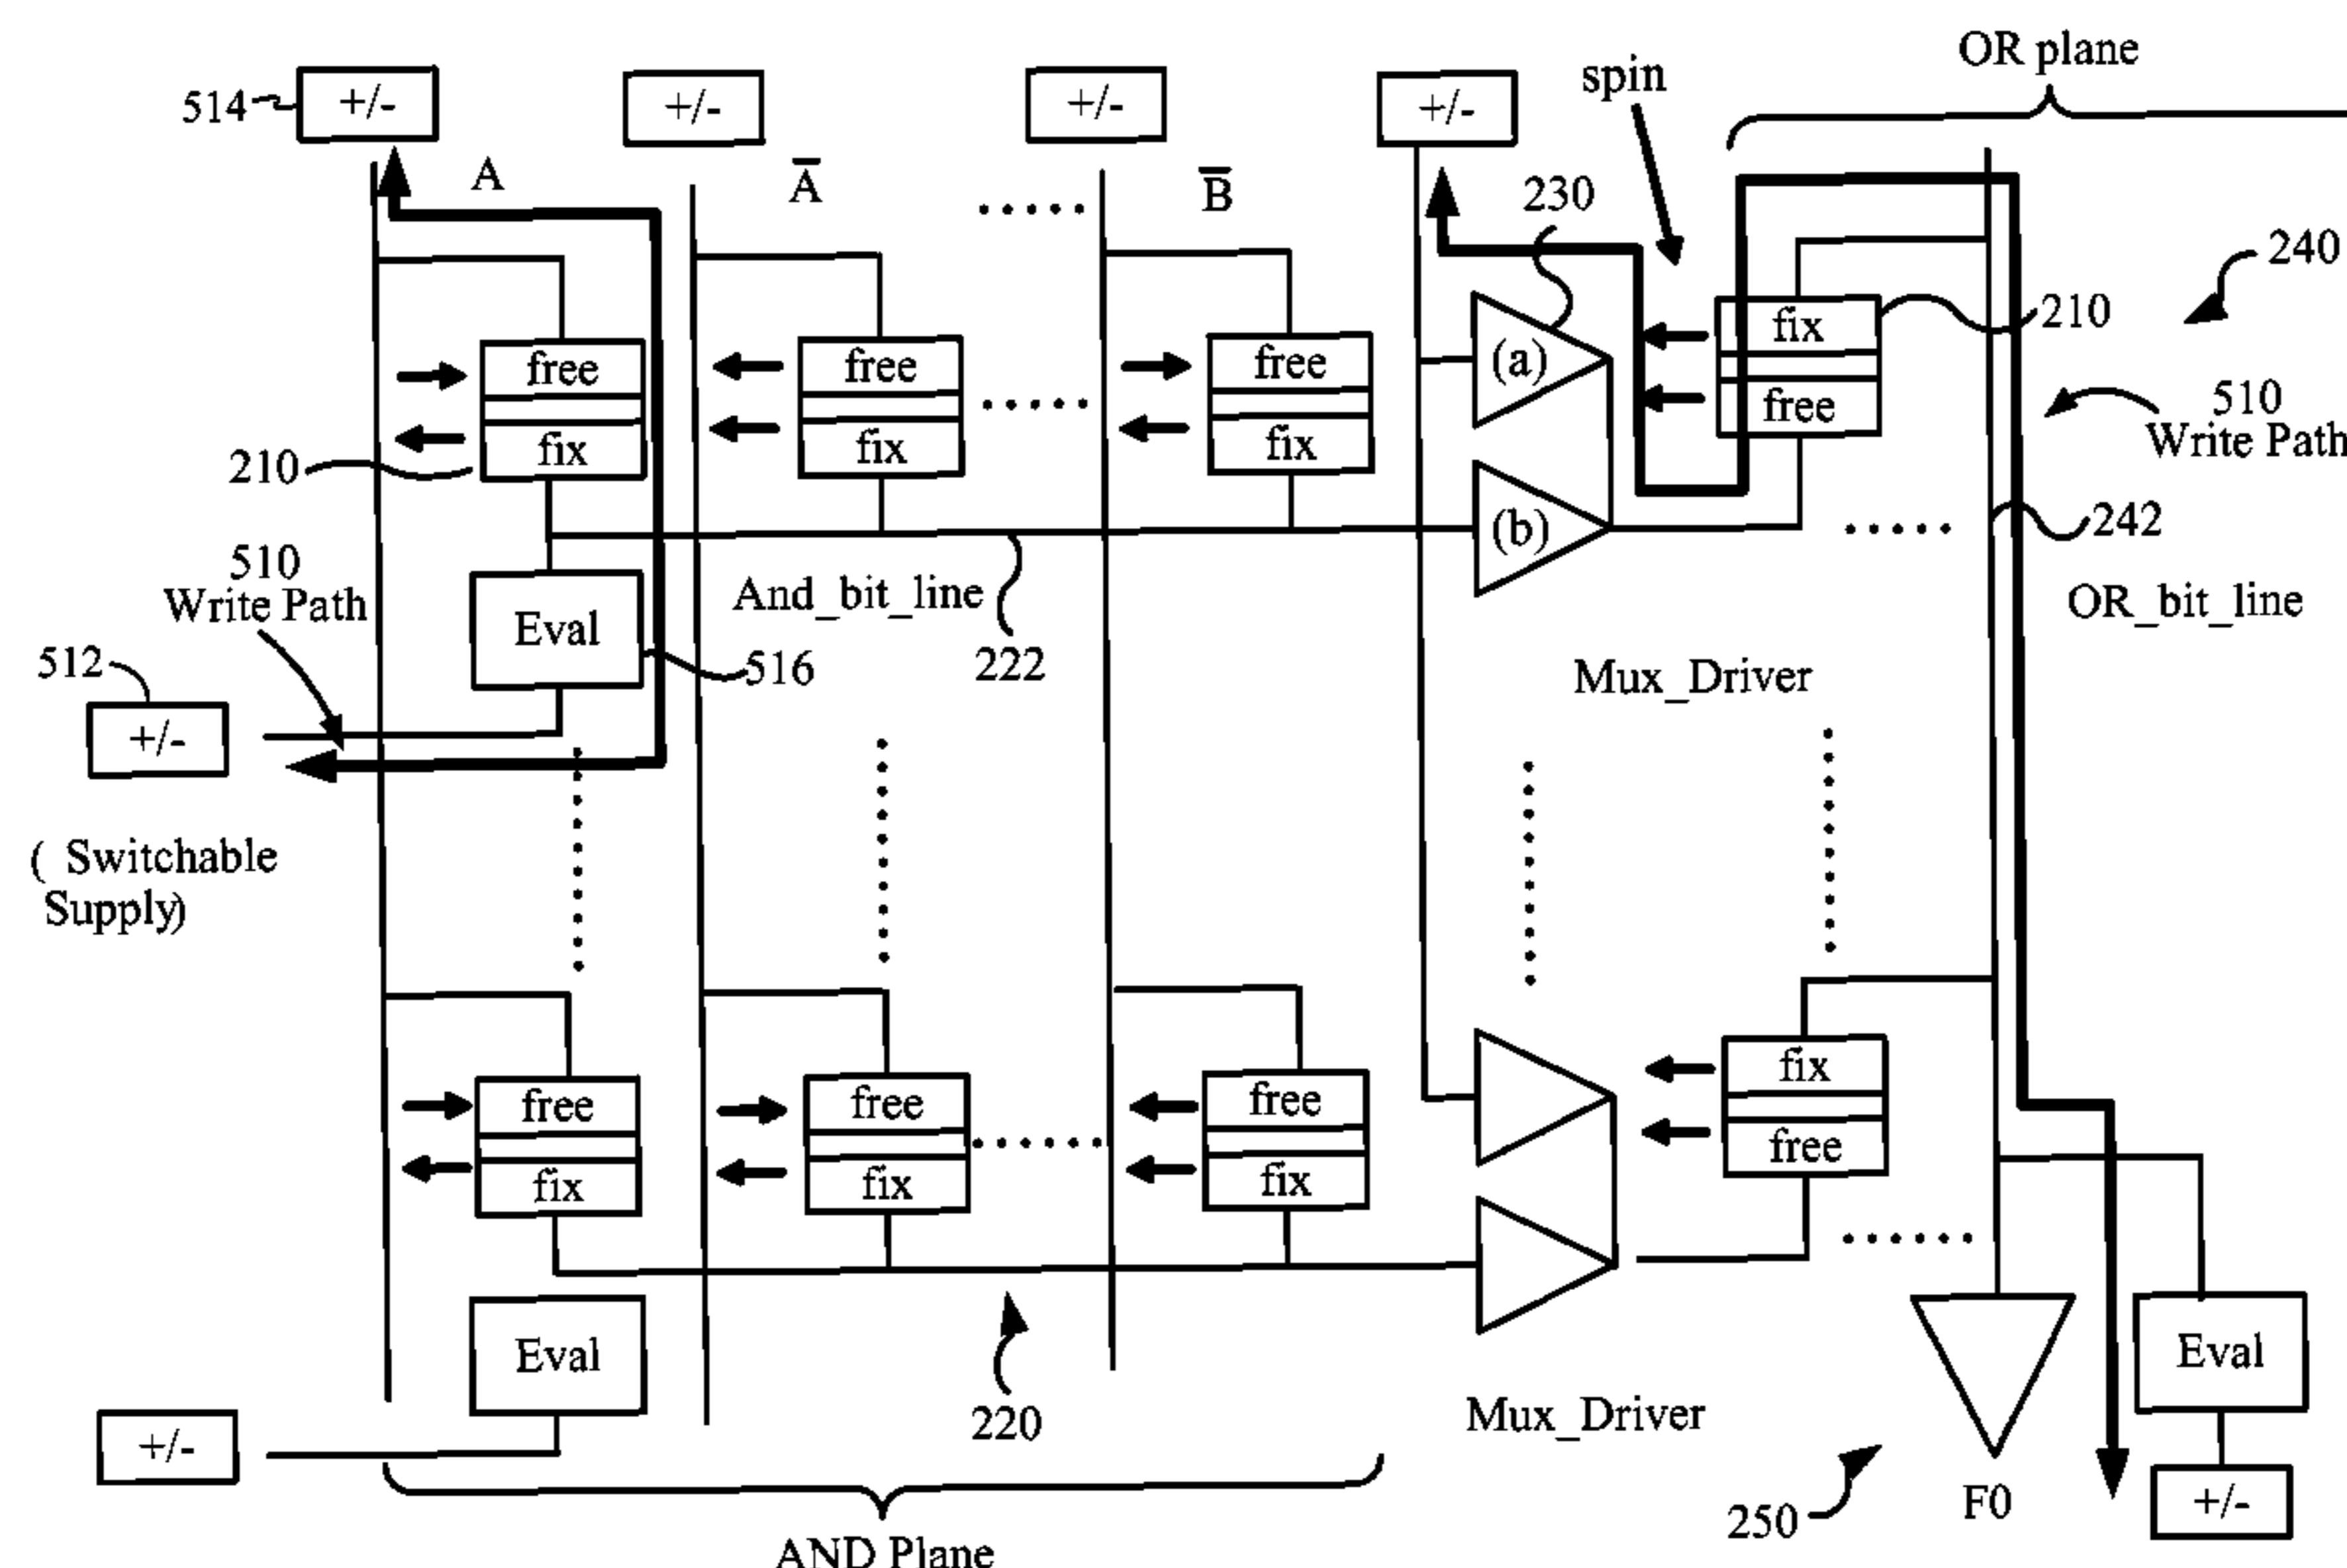 OR plane
514
+/-
+/-
+/-
+/-
spin
A
A̅
.....
B̅
230
240
free
free
free
(a)
fix
210
fix
fix
fix
free
510
Write Path
210
.....
(b)
.....
242
510
Write Path
Eval
And_bit_line
OR_bit_line
512
516
222
Mux_Driver
+/-
( Switchable
Supply)
free
free
free
fix
fix
fix
fix
free
Eval
220
Mux_Driver
Eval
+/-
250
F0
+/-
AND Plane